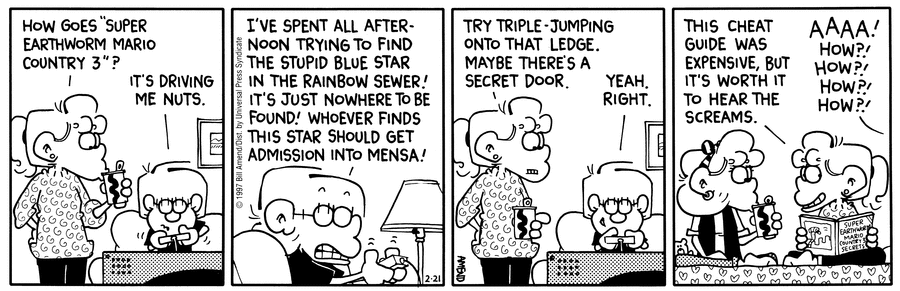 HOW GOES "SUPER
EARTHWORM MARIO
COUNTRY 3"?
IT'S DRIVING
ME NUTS.
I'VE SPENT ALL AFTER-
NOON TRYING TO FIND
THE STUPID BLUE STAR
IN THE RAINBOW SEWER!
IT'S JUST NOWHERE TO BE
FOUND! WHOEVER FINDS
THIS STAR SHOULD GET
ADMISSION INTO MENSA!
© 1997 Bill Amend/Dist. by Universal Press Syndicate
2-21
TRY TRIPLE-JUMPING
ONTO THAT LEDGE.
MAYBE THERE'S A
SECRET DOOR.
YEAH.
RIGHT.
AMEND
THIS CHEAT
GUIDE WAS
EXPENSIVE, BUT
IT'S WORTH IT
TO HEAR THE
SCREAMS.
AAAA!
HOW?!
HOW?!
HOW?!
HOW?!
SUPER
EARTHWORM
MARIO
COUNTRY 3
SECRETS